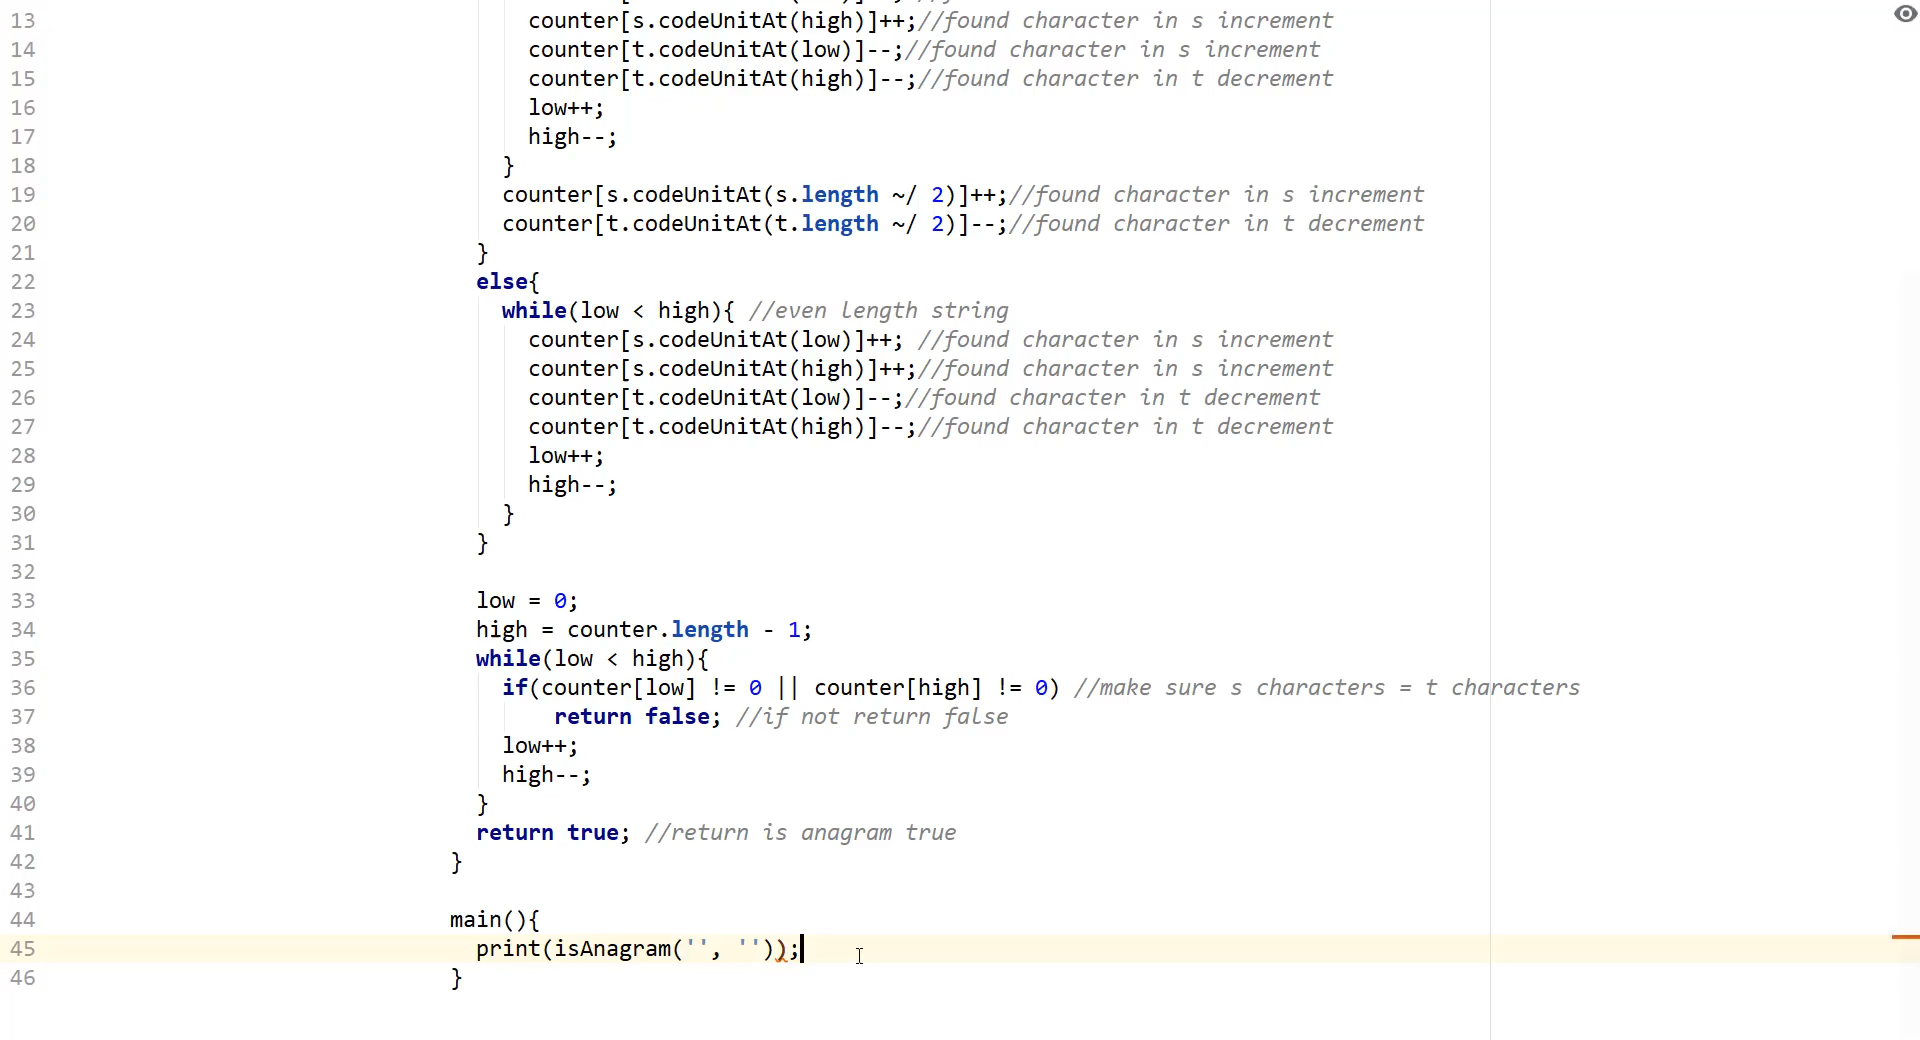 13 counter[s.codeUnitAt(high)]++;//found character in s increment
14 counter[t.codeUnitAt(low)]--;//found character in s increment
15 counter[t.codeUnitAt(high)]--;//found character in t decrement
16 low++;
17 high--;
18 }
19 counter[s.codeUnitAt(s.length ~/ 2)]++;//found character in s increment
20 counter[t.codeUnitAt(t.length ~/ 2)]--;//found character in t decrement
21 }
22 else{
23 while(low < high){ //even length string
24 counter[s.codeUnitAt(low)]++; //found character in s increment
25 counter[s.codeUnitAt(high)]++;//found character in s increment
26 counter[t.codeUnitAt(low)]--;//found character in t decrement
27 counter[t.codeUnitAt(high)]--;//found character in t decrement
28 low++;
29 high--;
30 }
31 }
32
33 low = 0;
34 high = counter.length - 1;
35 while(low < high){
36 if(counter[low] != 0 || counter[high] != 0) //make sure s characters = t characters
37 return false; //if not return false
38 low++;
39 high--;
40 }
41 return true; //return is anagram true
42 }
43
44 main(){
45 print(isAnagram('', ''));
46 }